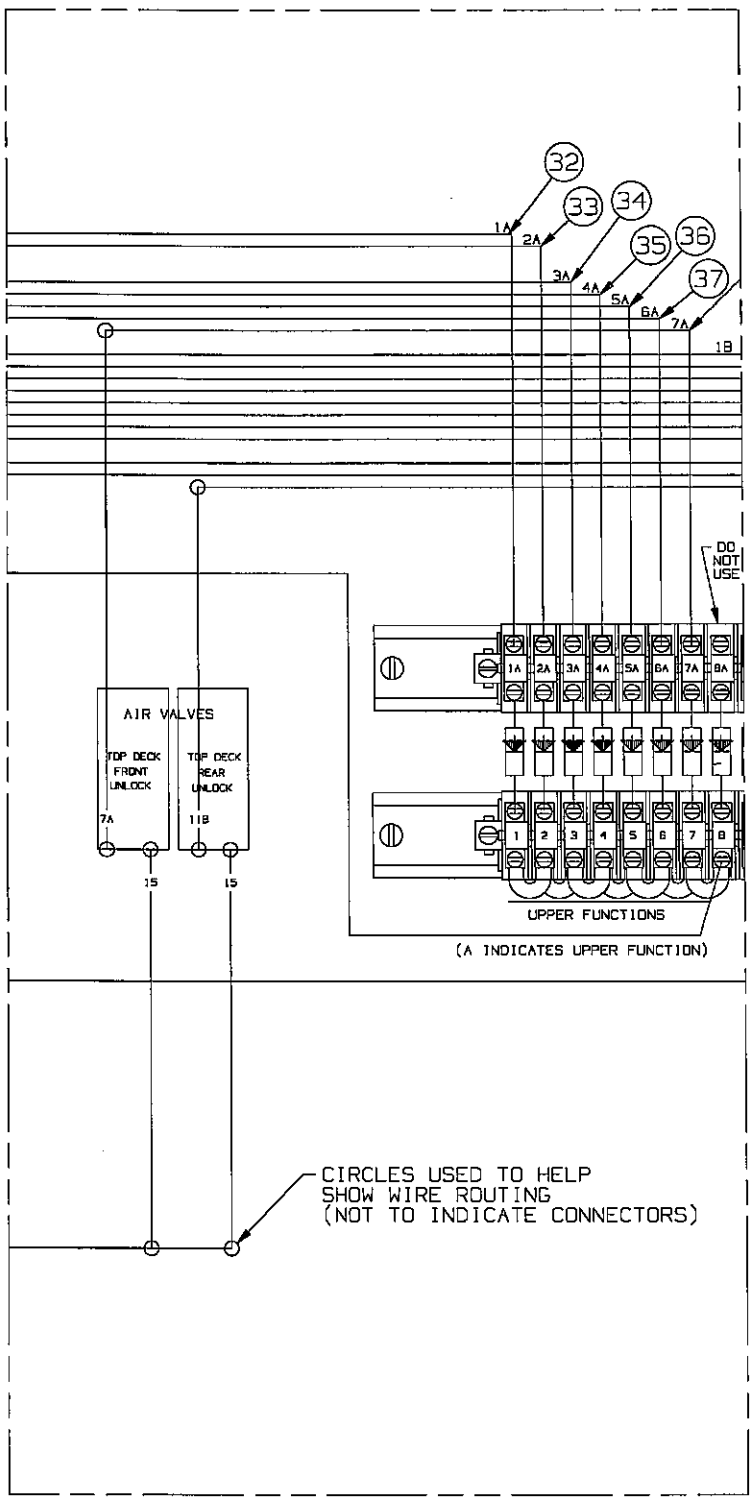 32
1A
33
2A
34
3A
35
4A
36
5A
37
6A
7A
1B
DO
NOT
USE
1A 2A 3A 4A 5A 6A 7A 8A
AIR VALVES
TOP DECK
FRONT
UNLOCK
TOP DECK
REAR
UNLOCK
7A
11B
1 2 3 4 5 6 7 8
15
15
UPPER FUNCTIONS
(A INDICATES UPPER FUNCTION)
CIRCLES USED TO HELP
SHOW WIRE ROUTING
(NOT TO INDICATE CONNECTORS)